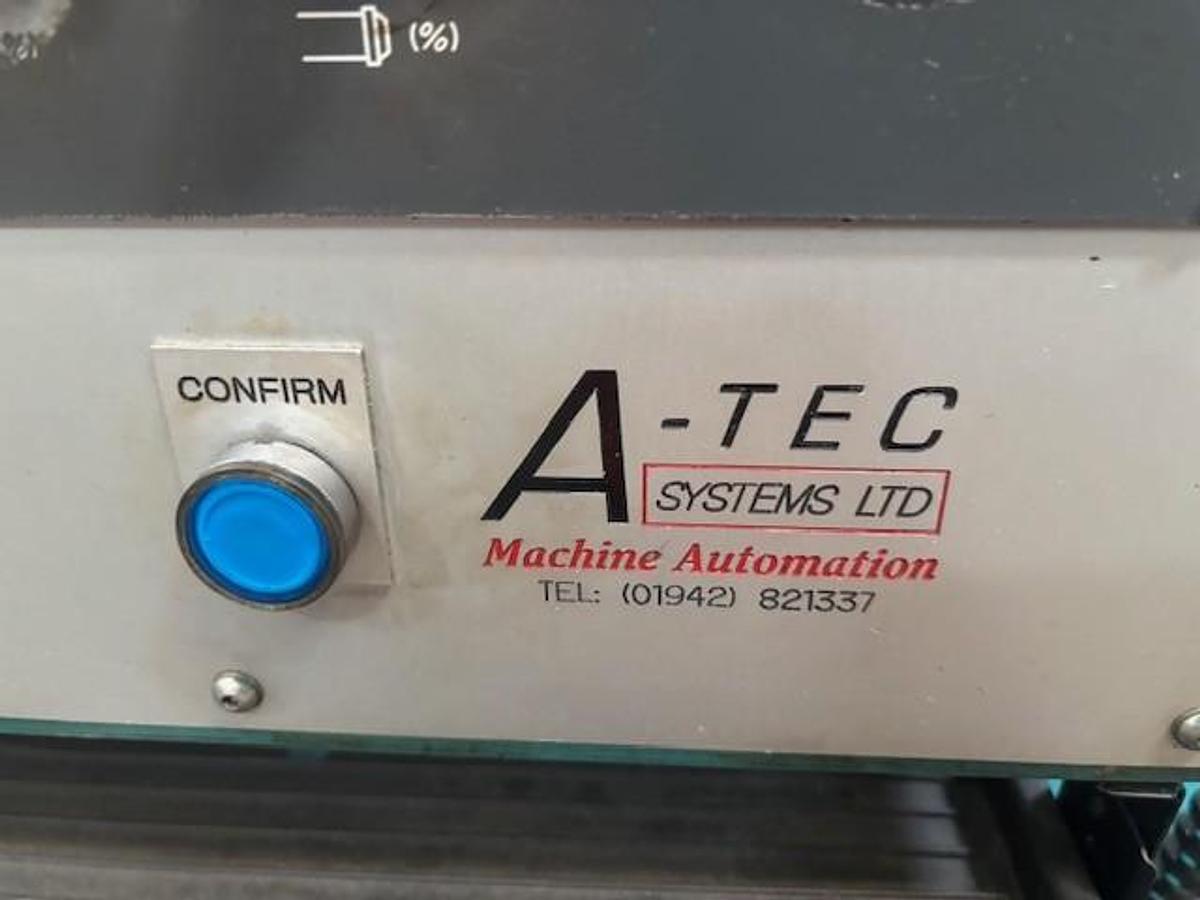 (%)
CONFIRM
A-TEC
SYSTEMS LTD
Machine Automation
TEL: (01942) 821337